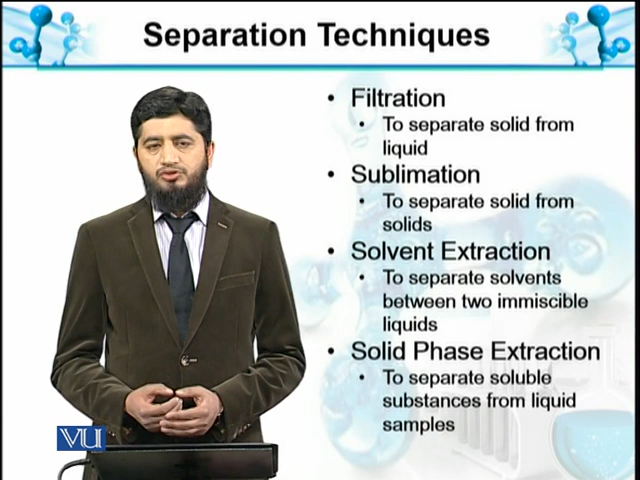 Separation Techniques
• Filtration
• To separate solid from
liquid
• Sublimation
• To separate solid from
solids
• Solvent Extraction
• To separate solvents
between two immiscible
liquids
• Solid Phase Extraction
• To separate soluble
substances from liquid
samples
VU